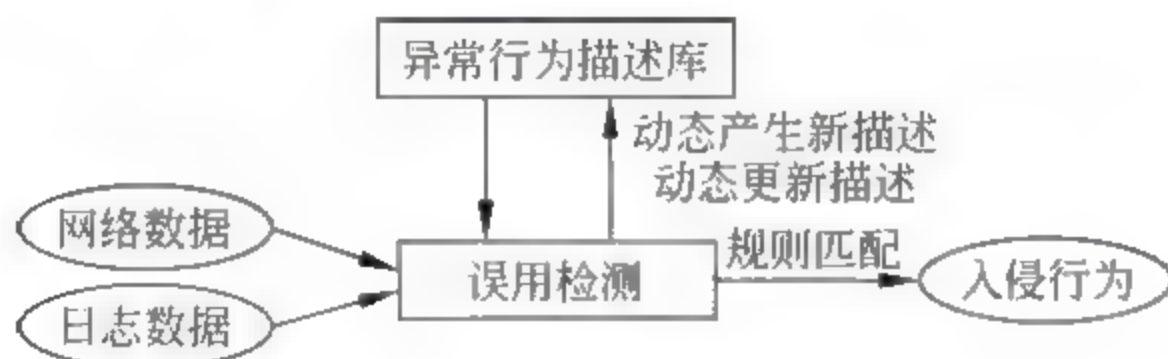 异常行为描述库
动态产生新描述
动态更新描述
网络数据
规则匹配
误用检测
入侵行为
日志数据